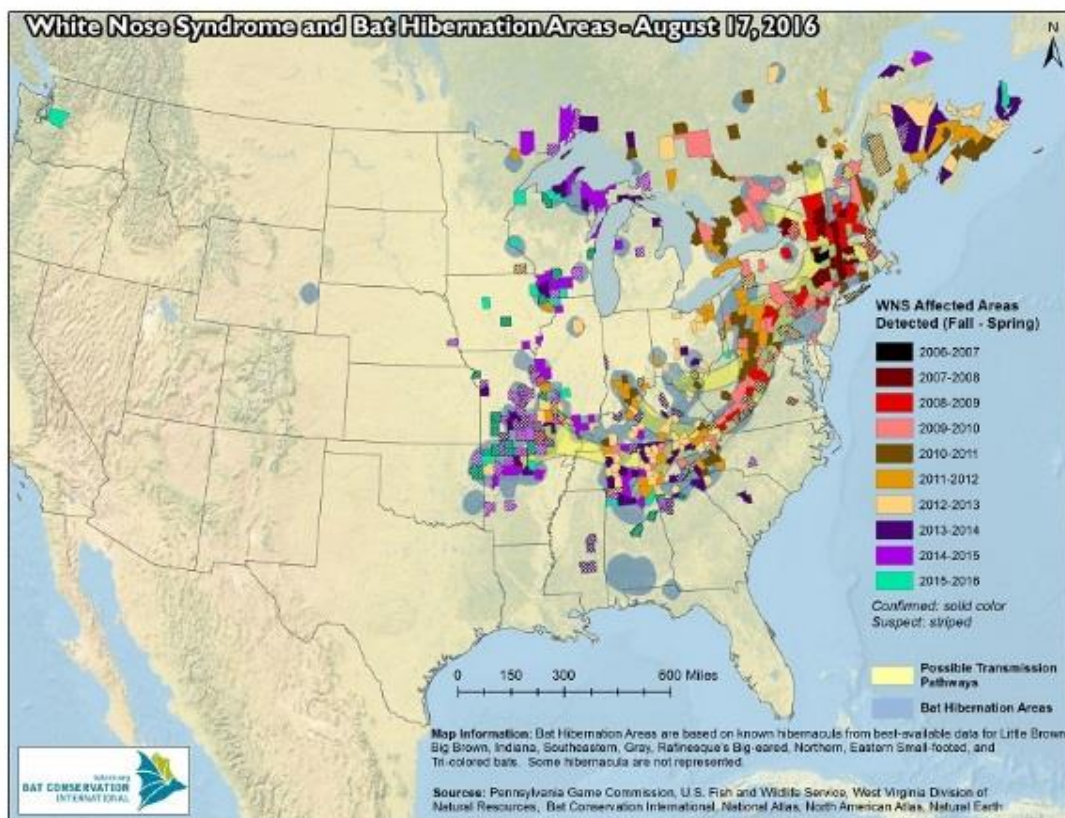 White Nose Syndrome and Bat Hibernation Areas - August 17, 2016
N
WNS Affected Areas
Detected (Fall - Spring)
2006-2007
2007-2008
2008-2009
2009-2010
2010-2011
2011-2012
2012-2013
2013-2014
2014-2015
2015-2016
Confirmed: solid color
Suspect: striped
Possible Transmission
Pathways
Bat Hibernation Areas
0 150 300 600 Miles
Map Information: Bat Hibernation Areas are based on known hibernacula from best-available data for Little Brown
Big Brown, Indiana, Southeastern, Gray, Rafinesque's Big-eared, Northern, Eastern Small-footed, and
Tri-colored bats. Some hibernacula are not represented.
Sources: Pennsylvania Game Commission, U.S. Fish and Wildlife Service, West Virginia Division of
Natural Resources, Bat Conservation International, National Atlas, North American Atlas, Natural Earth
BAT CONSERVATION
INTERNATIONAL